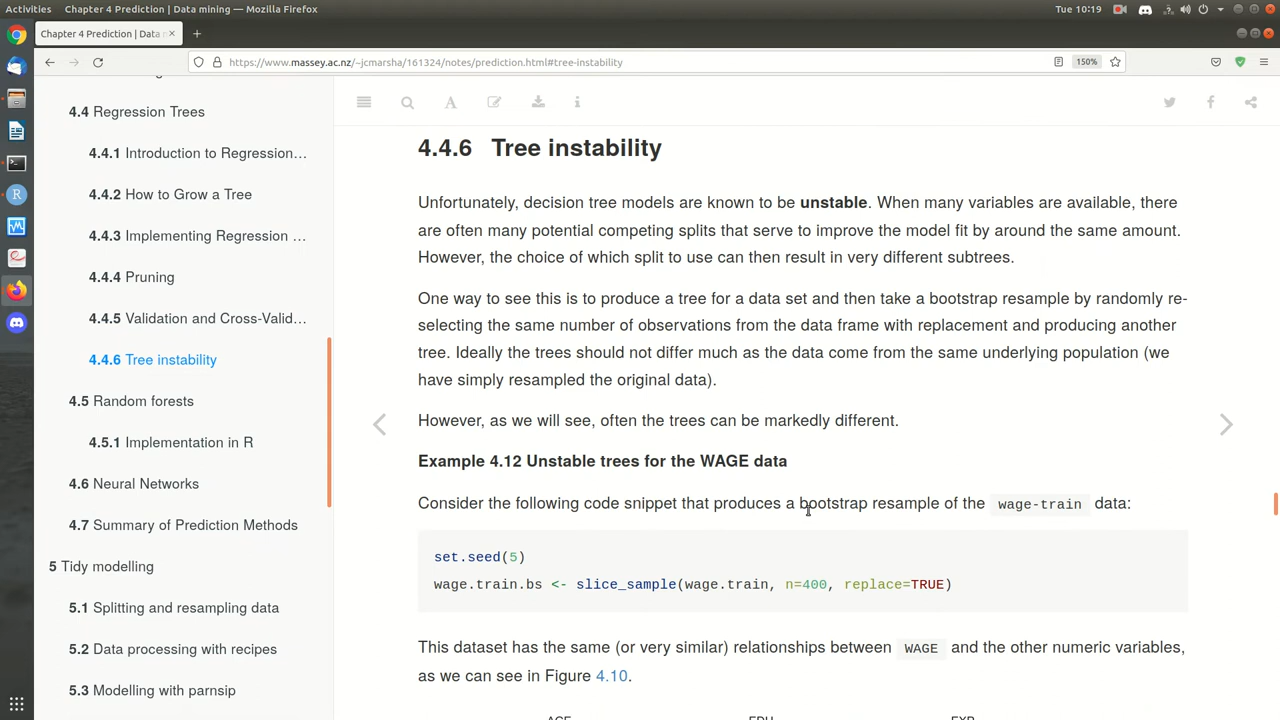 Activities
Chapter 4 Prediction | Data mining — Mozilla Firefox
Tue 10:19
Chapter 4 Prediction | Data
https://www.massey.ac.nz/~jcmarsha/161324/notes/prediction.html#tree-instability
150%
4.4 Regression Trees
4.4.1 Introduction to Regression…
4.4.2 How to Grow a Tree
4.4.3 Implementing Regression …
4.4.4 Pruning
4.4.5 Validation and Cross-Valid…
4.4.6 Tree instability
4.5 Random forests
4.5.1 Implementation in R
4.6 Neural Networks
4.7 Summary of Prediction Methods
5 Tidy modelling
5.1 Splitting and resampling data
5.2 Data processing with recipes
5.3 Modelling with parnsip
4.4.6 Tree instability
Unfortunately, decision tree models are known to be unstable. When many variables are available, there
are often many potential competing splits that serve to improve the model fit by around the same amount.
However, the choice of which split to use can then result in very different subtrees.
One way to see this is to produce a tree for a data set and then take a bootstrap resample by randomly re-
selecting the same number of observations from the data frame with replacement and producing another
tree. Ideally the trees should not differ much as the data come from the same underlying population (we
have simply resampled the original data).
However, as we will see, often the trees can be markedly different.
Example 4.12 Unstable trees for the WAGE data
Consider the following code snippet that produces a bootstrap resample of the wage-train data:
set.seed(5)
wage.train.bs <- slice_sample(wage.train, n=400, replace=TRUE)
This dataset has the same (or very similar) relationships between WAGE and the other numeric variables,
as we can see in Figure 4.10.
AGE EDU EXP